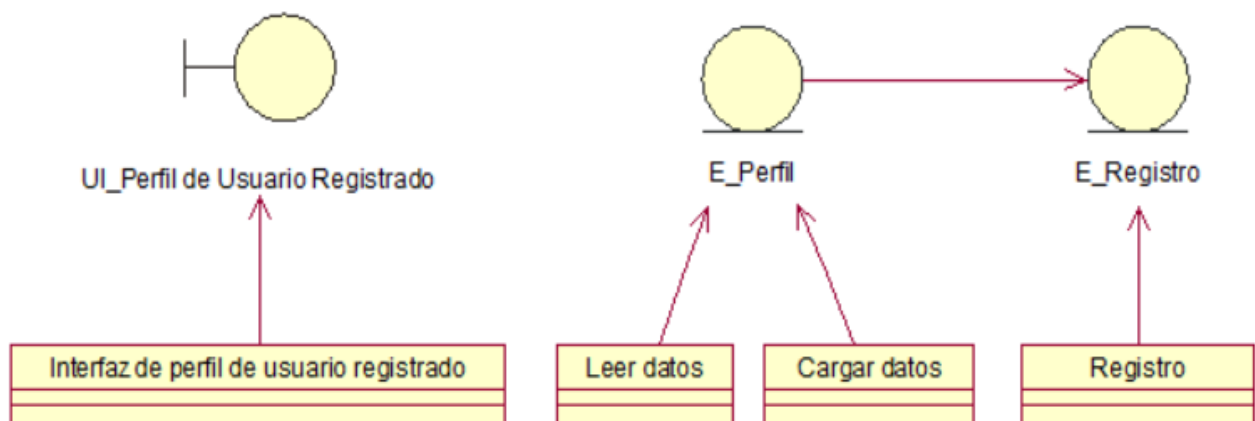 UI_Perfil de Usuario Registrado
E_Perfil
E_Registro
Interfaz de perfil de usuario registrado
Leer datos
Cargar datos
Registro